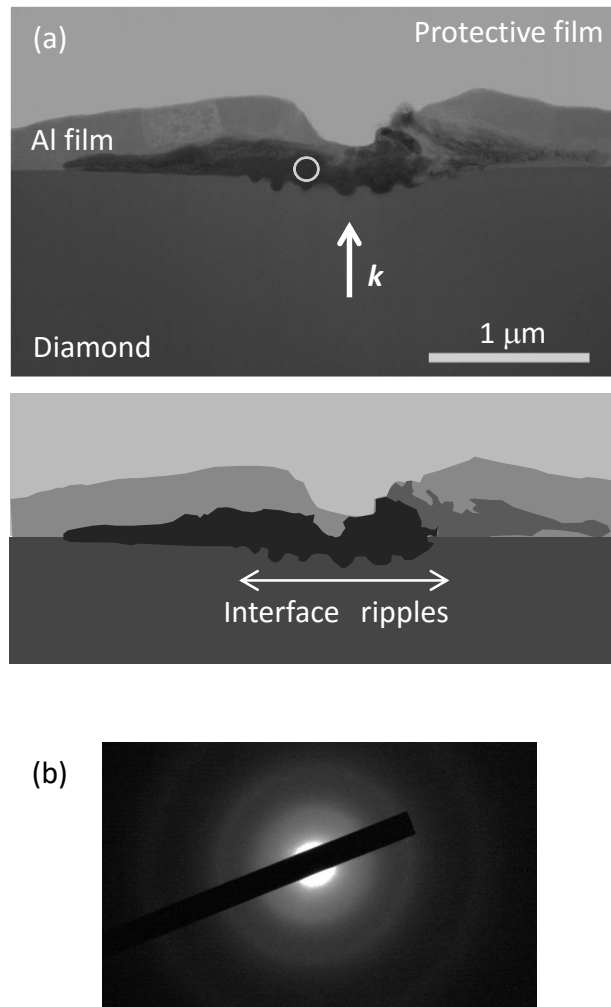 (a)
Protective film
Al film
k
Diamond
1 μm
Interface ripples
(b)